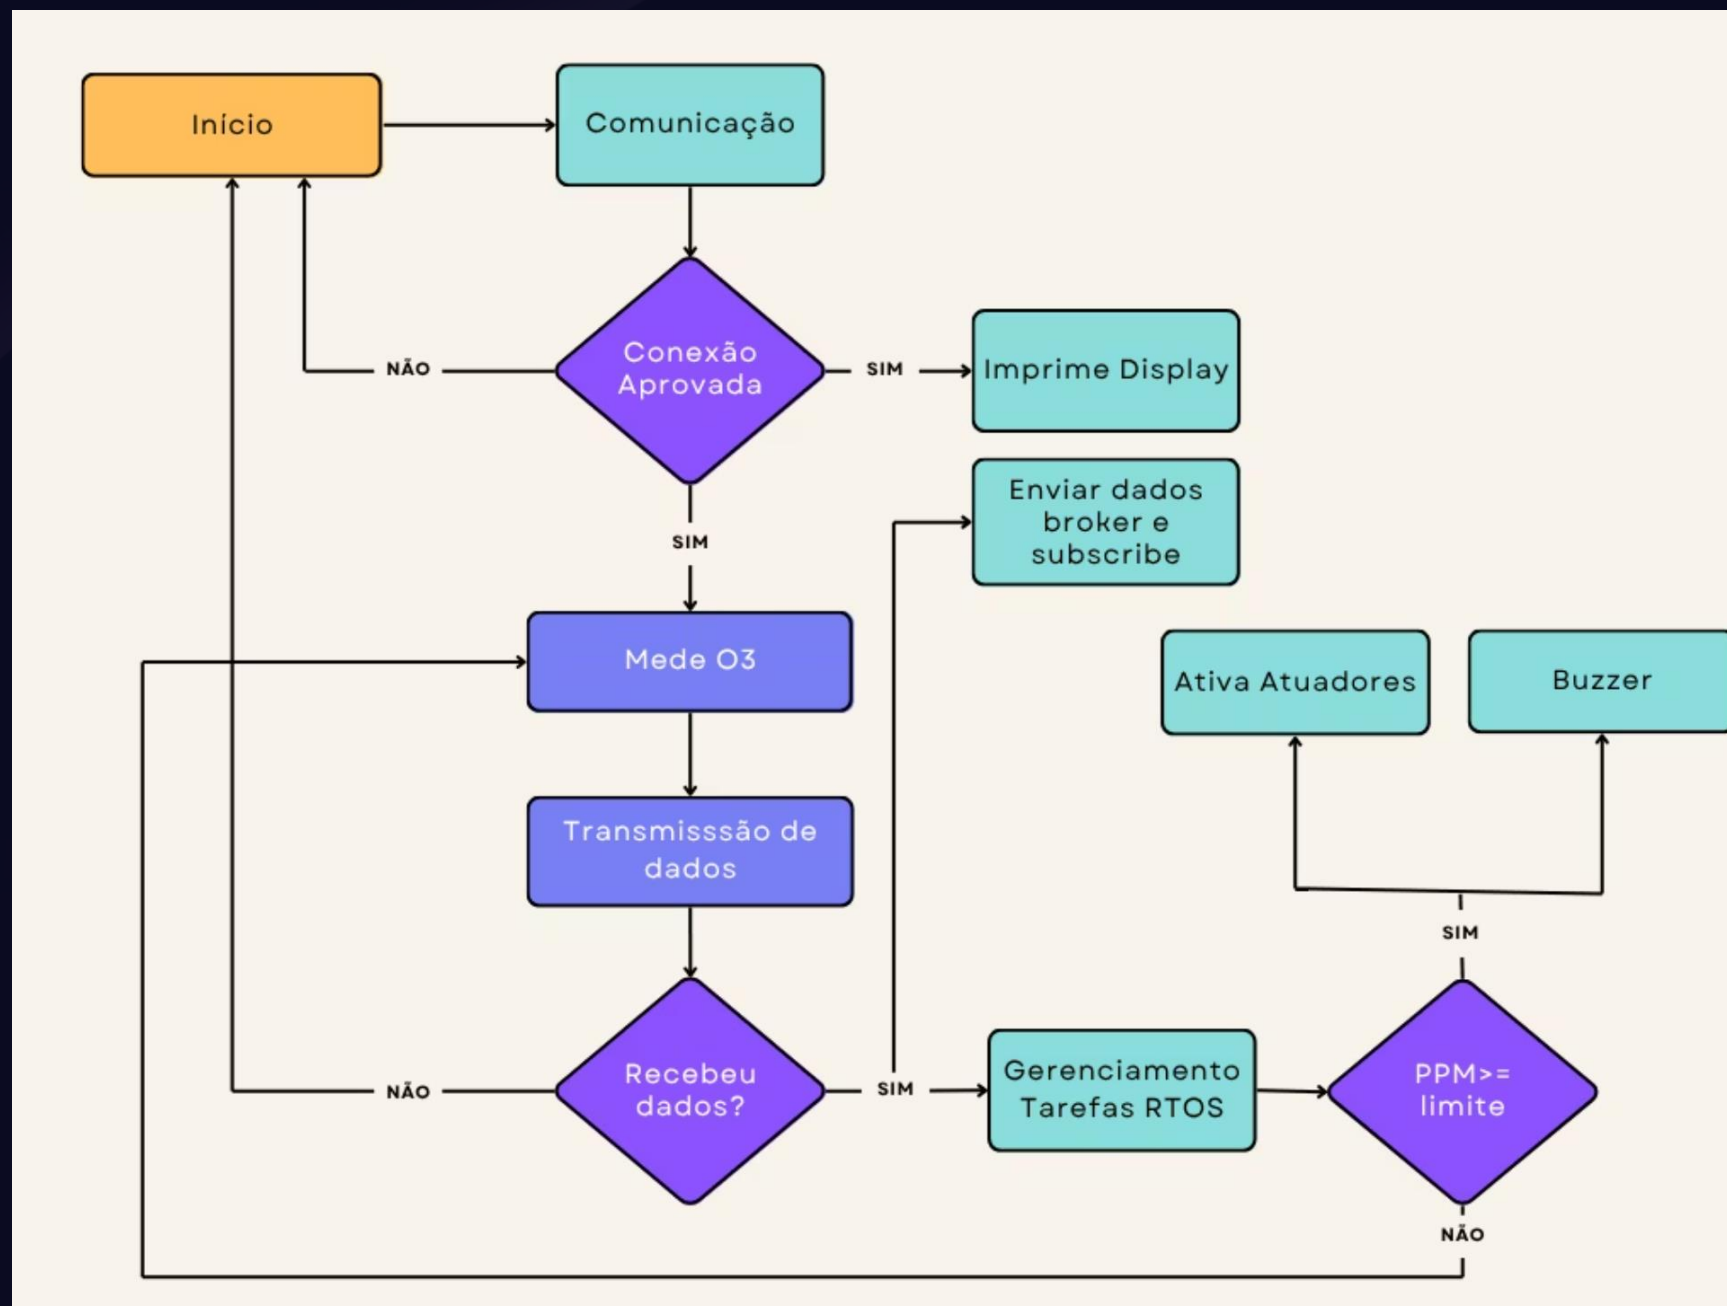 Início
Comunicação
Conexão
Aprovada
NÃO
SIM
Imprime Display
SIM
Enviar dados
broker e
subscribe
Mede O3
Ativa Atuadores
Buzzer
Transmisssão de
dados
SIM
Recebeu
dados?
NÃO
SIM
Gerenciamento
Tarefas RTOS
PPM>=
limite
NÃO